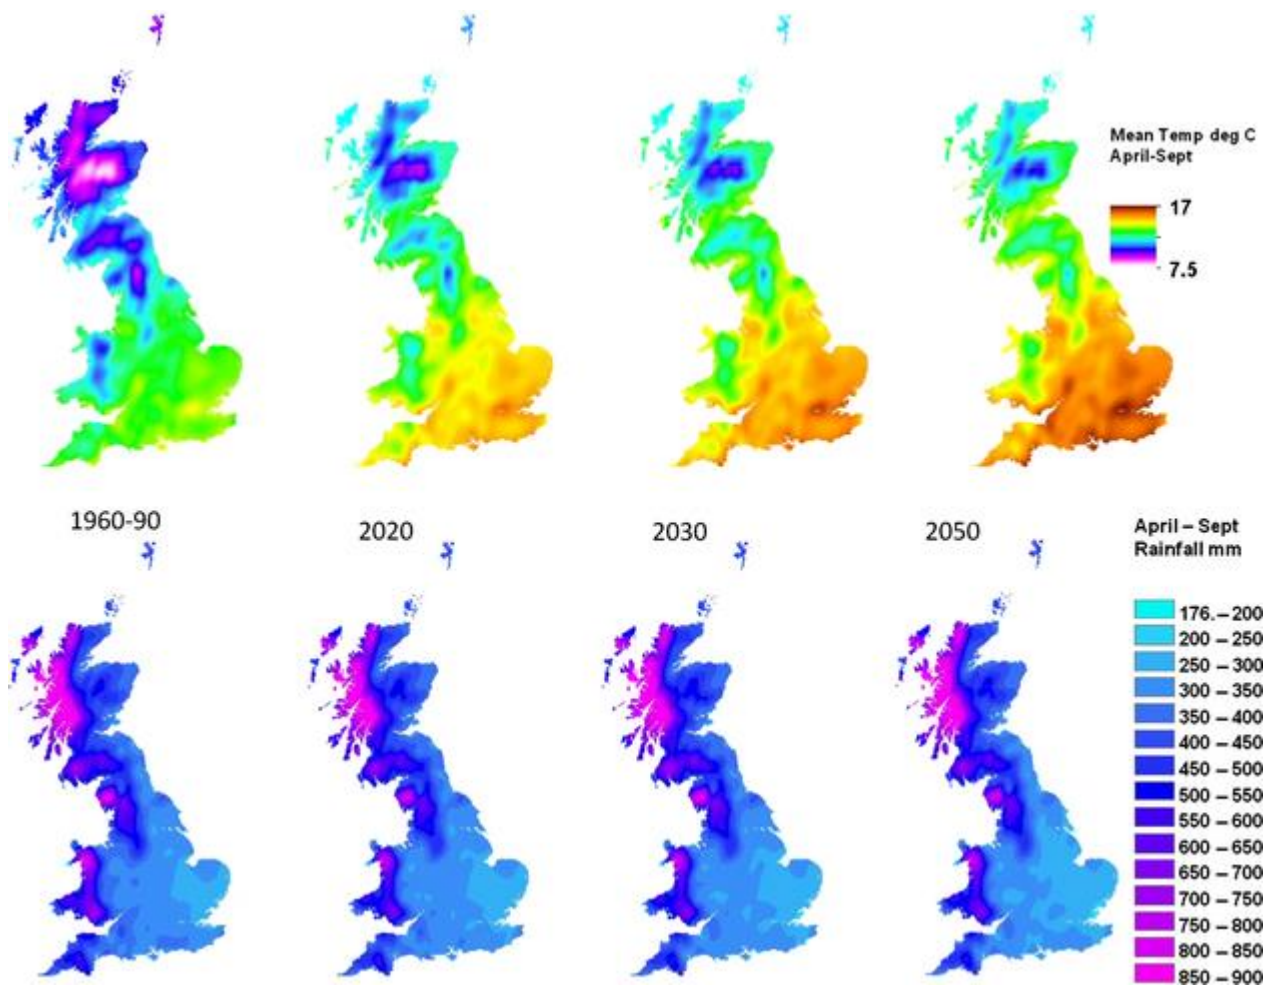 Mean Temp deg C
April-Sept
17
7.5
1960-90
2020
2030
2050
April – Sept
Rainfall mm
176. – 200
200 – 250
250 – 300
300 – 350
350 – 400
400 – 450
450 – 500
500 – 550
550 – 600
600 – 650
650 – 700
700 – 750
750 – 800
800 – 850
850 – 900